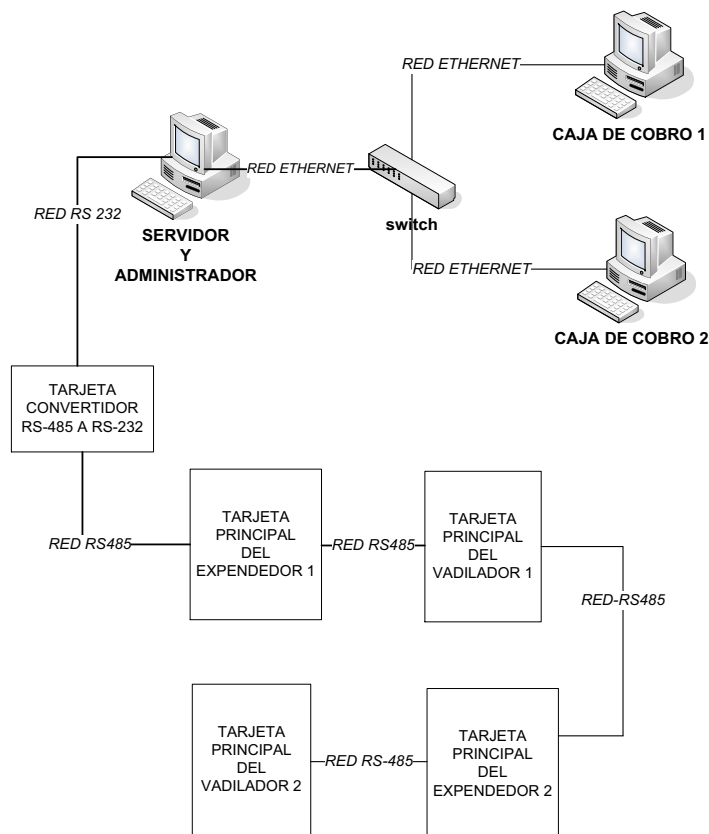 RED ETHERNET
CAJA DE COBRO 1
RED ETHERNET
RED RS 232
switch
SERVIDOR
Y
ADMINISTRADOR
RED ETHERNET
CAJA DE COBRO 2
TARJETA
CONVERTIDOR
RS-485 A RS-232
RED RS485
TARJETA
PRINCIPAL
DEL
EXPENDEDOR 1
RED RS485
TARJETA
PRINCIPAL
DEL
VADILADOR 1
RED-RS485
TARJETA
PRINCIPAL
DEL
VADILADOR 2
RED RS-485
TARJETA
PRINCIPAL
DEL
EXPENDEDOR 2